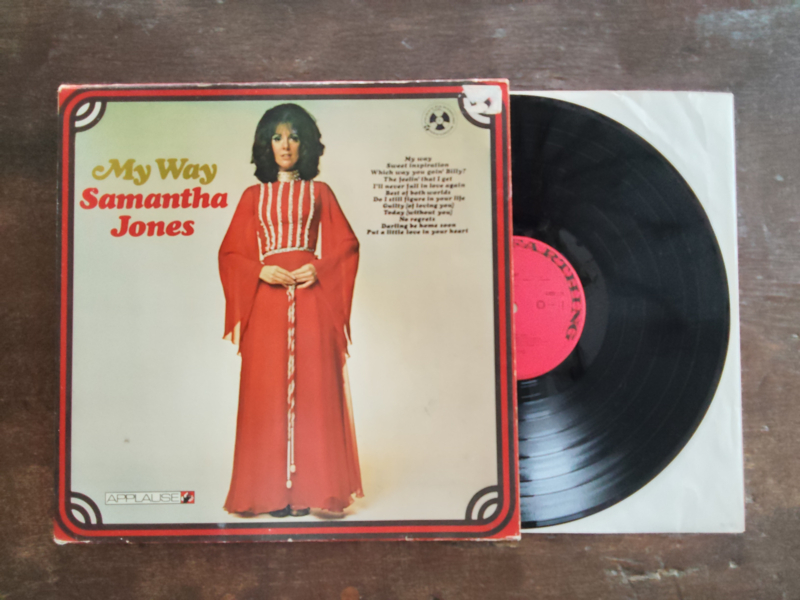 My Way
Samantha
Jones
My way
Sweet inspiration
Which way you goin' Billy?
The feelin' that I get
I'll never fall in love again
Best of both worlds
Do I still figure in your life
Guilty (of loving you)
Today (without you)
No regrets
Darling be home soon
Put a little love in your heart
APPLAUSE
FARTHING